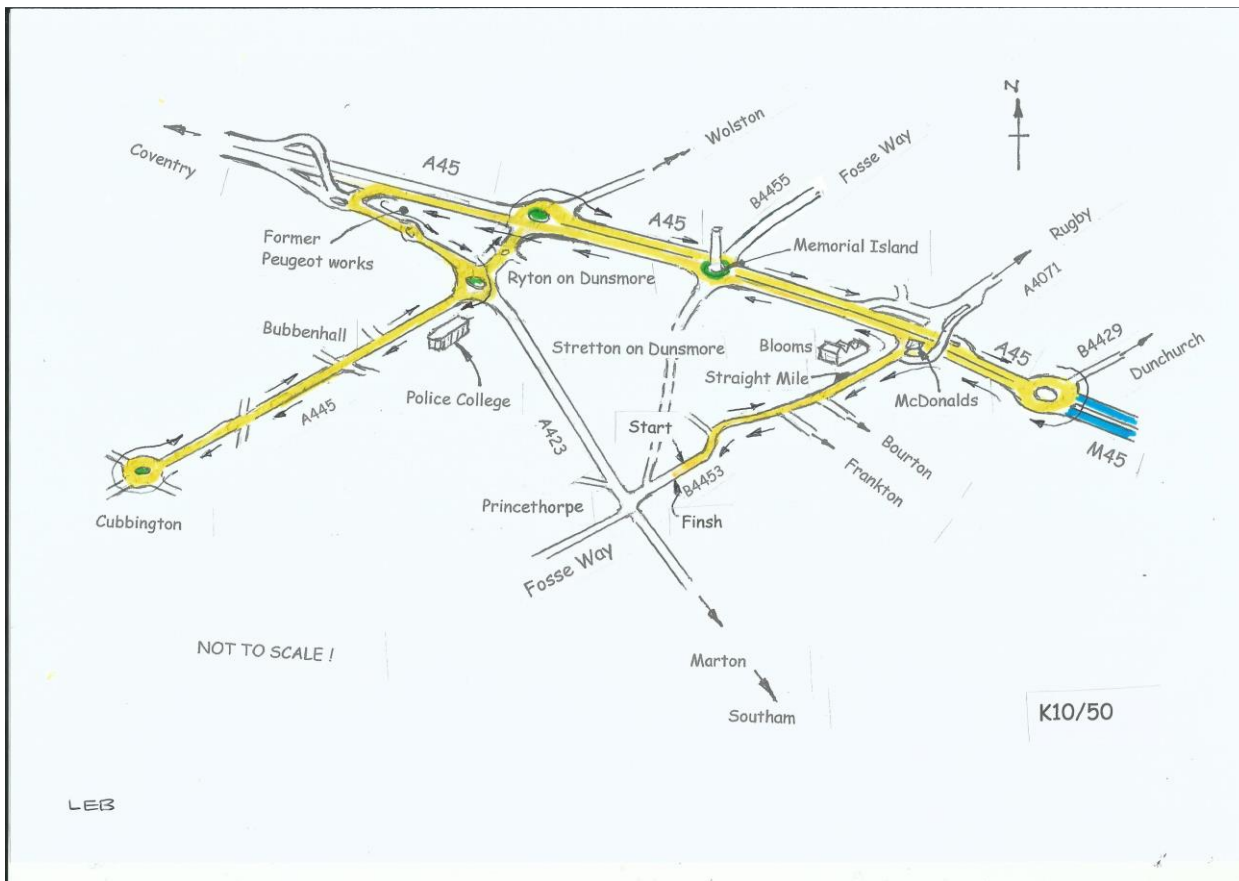 N
Wolston
Coventry
A45
Fosse Way
B4455
A45
Rugby
Former
Peugeot works
Memorial Island
Ryton on Dunsmore
A4071
Bubbenhall
Stretton on Dunsmore
Blooms
A45
B4429
Dunchurch
Straight Mile
Police College
McDonalds
A445
A423
Start
Bourton
Frankton
M45
B4453
Princethorpe
Finsh
Cubbington
Fosse Way
NOT TO SCALE !
Marton
Southam
K10/50
LEB